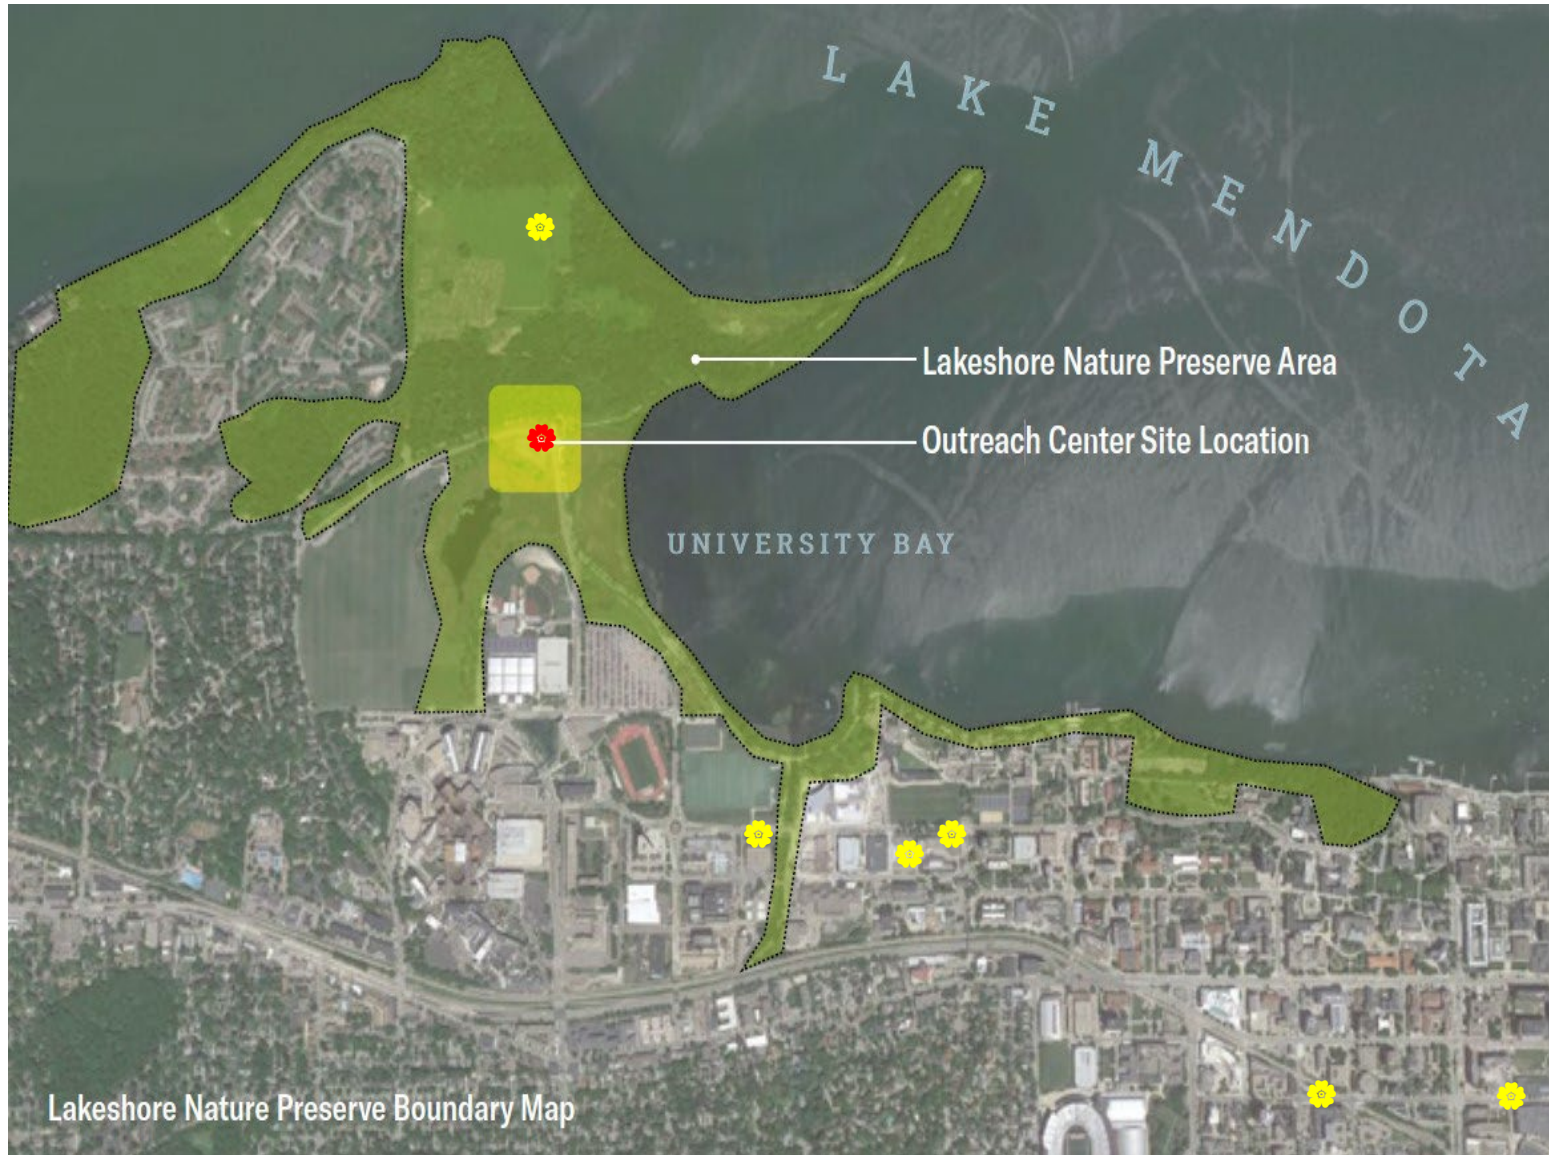 LAKE MENDOTA
Lakeshore Nature Preserve Area
Outreach Center Site Location
UNIVERSITY BAY
Lakeshore Nature Preserve Boundary Map